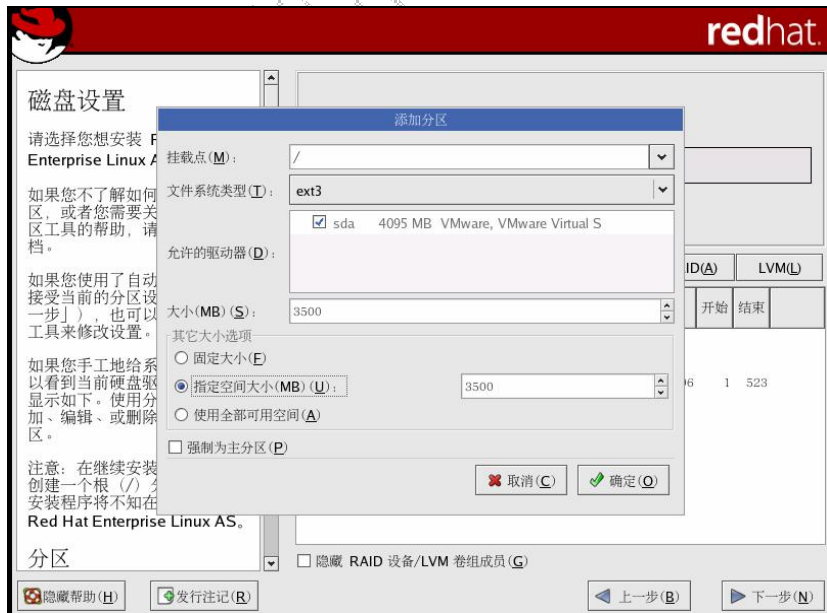 redhat.
磁盘设置
请选择您想安装
Enterprise Linux
如果您不了解如何
区，或者您需要关
区工具的帮助，请
档。
如果您使用了自动
接受当前的分区设
一步」），也可以
工具来修改设置。
如果您手工地给系
以看到当前硬盘驱
显示如下。使用分
加、编辑、或删除
区。
注意：在继续安装
创建一个根（/）
安装程序将不知在
Red Hat Enterprise Linux AS。
分区
添加分区
挂载点(M)：
/
文件系统类型(T)：
ext3
允许的驱动器(D)：
sda 4095 MB VMware, VMware Virtual S
大小(MB)(S)：
3500
其它大小选项
固定大小(F)
指定空间大小(MB)(U)：
3500
使用全部可用空间(A)
强制为主分区(P)
取消(C)
确定(O)
ID(A)
LVM(L)
开始 结束
6 1 523
隐藏 RAID 设备/LVM 卷组成员(G)
隐藏帮助(H)
发行注记(R)
上一步(B)
下一步(N)